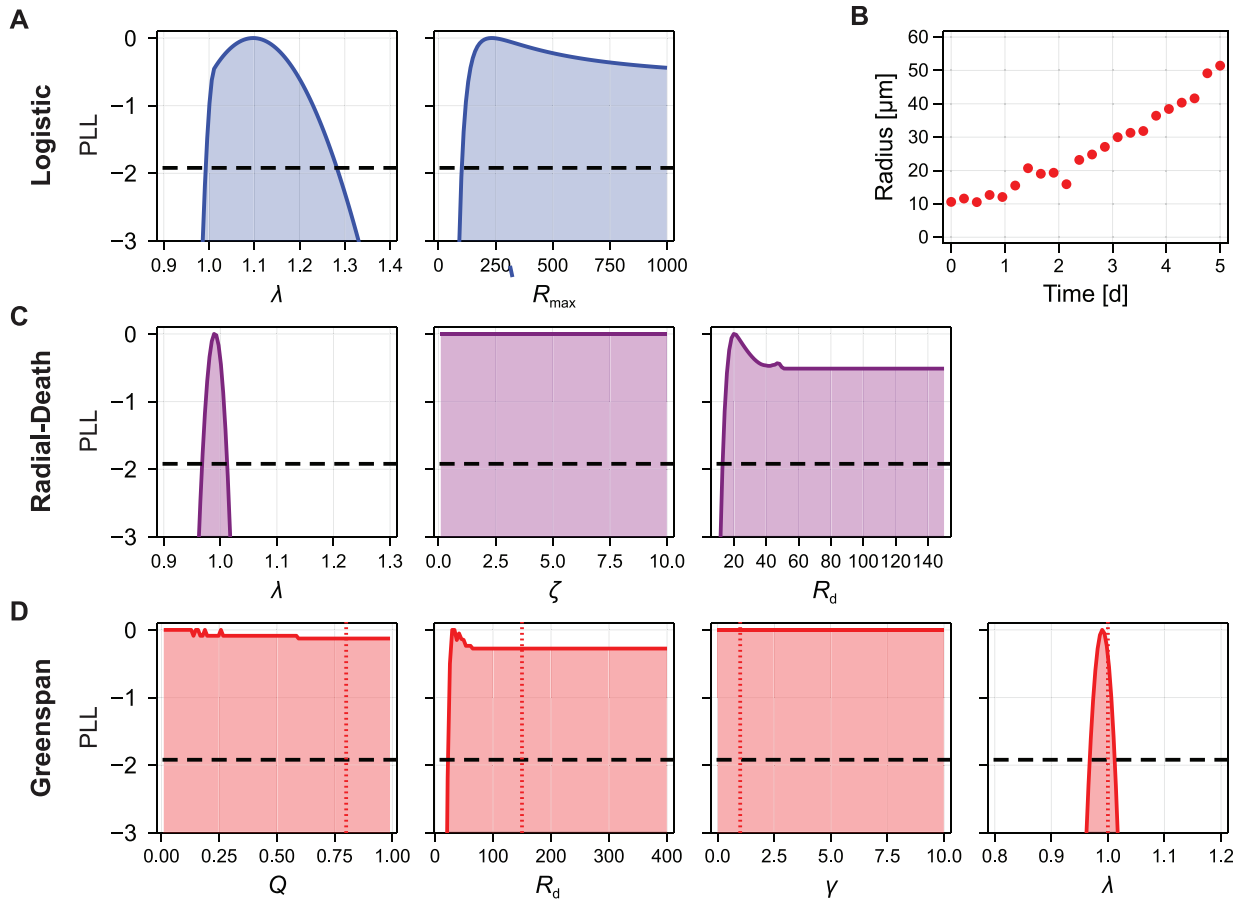 A
Logistic
PLL
0
−1
−2
−3
0.9 1.0 1.1 1.2 1.3 1.4
λ
0 250 500 750 1000
Rmax
B
Radius [µm]
60
50
40
30
20
10
0
0 1 2 3 4 5
Time [d]
C
Radial-Death
PLL
0
−1
−2
−3
0.9 1.0 1.1 1.2 1.3
λ
0.0 2.5 5.0 7.5 10.0
ζ
20 40 60 80 100 120 140
Rd
D
Greenspan
PLL
0
−1
−2
−3
0.00 0.25 0.50 0.75 1.00
Q
0 100 200 300 400
Rd
0.0 2.5 5.0 7.5 10.0
γ
0.8 0.9 1.0 1.1 1.2
λ